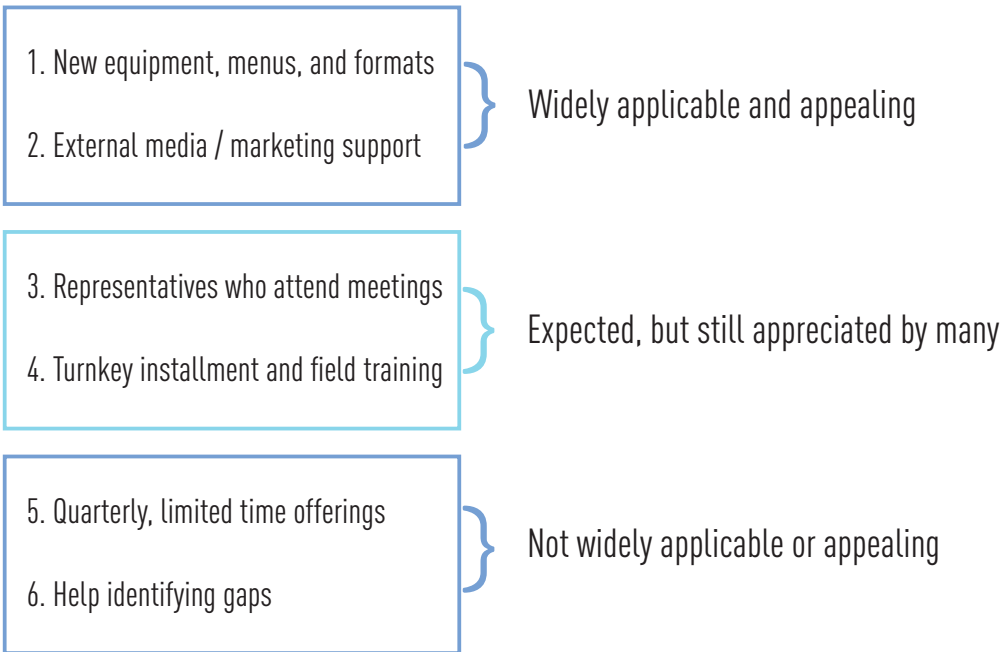 1. New equipment, menus, and formats
2. External media / marketing support
Widely applicable and appealing
3. Representatives who attend meetings
4. Turnkey installment and field training
Expected, but still appreciated by many
5. Quarterly, limited time offerings
6. Help identifying gaps
Not widely applicable or appealing